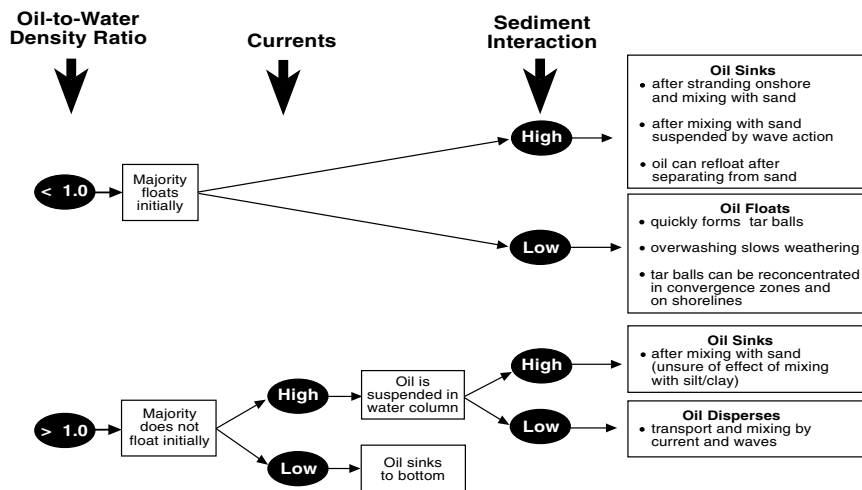 Oil-to-Water
Density Ratio
Currents
Sediment
Interaction
< 1.0
Majority
floats
initially
High
Oil Sinks
• after stranding onshore
and mixing with sand
• after mixing with sand
suspended by wave action
• oil can refloat after
separating from sand
Low
Oil Floats
• quickly forms tar balls
• overwashing slows weathering
• tar balls can be reconcentrated
in convergence zones and
on shorelines
> 1.0
Majority
does not
float initially
High
Oil is
suspended in
water column
High
Oil Sinks
• after mixing with sand
(unsure of effect of mixing
with silt/clay)
Low
Oil Disperses
• transport and mixing by
current and waves
Low
Oil sinks
to bottom